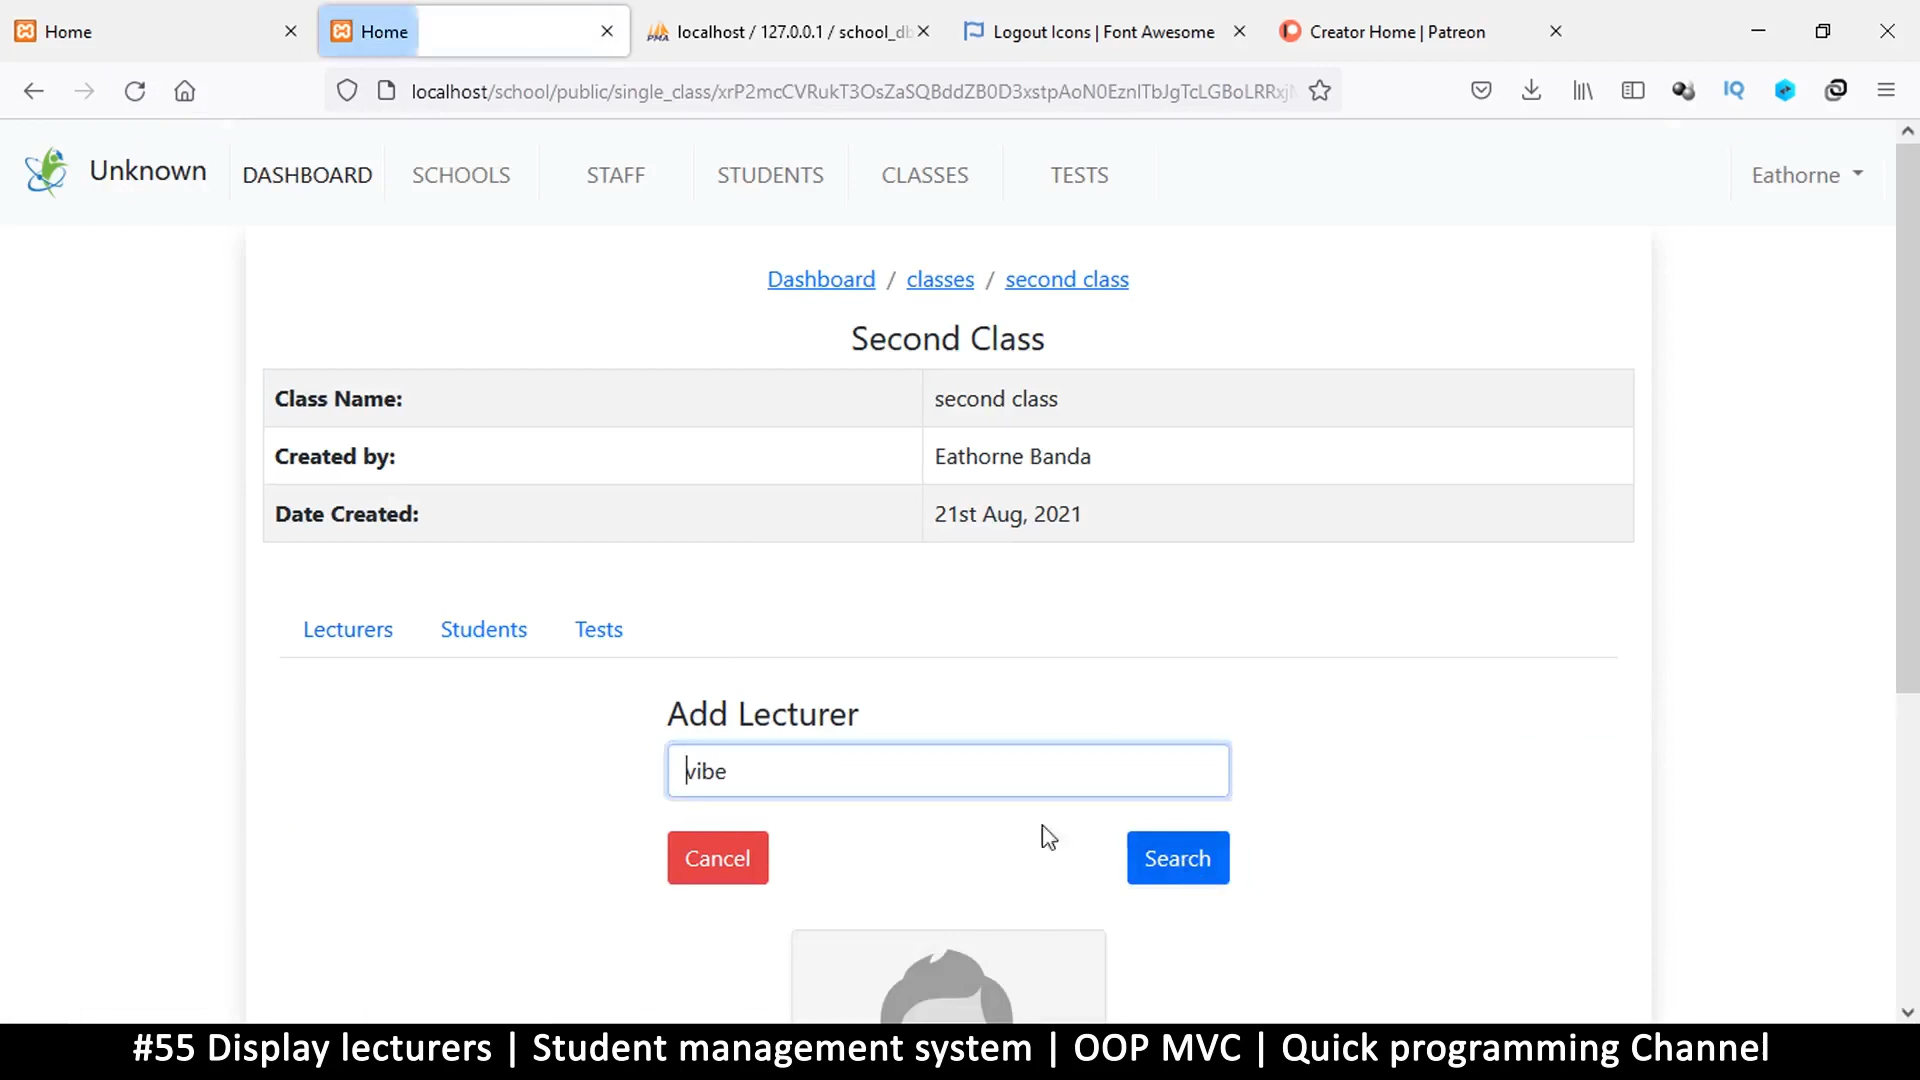 Home
Home
localhost / 127.0.0.1 / school_db
Logout Icons | Font Awesome
Creator Home | Patreon
localhost/school/public/single_class/xrP2mcCVRukT3OsZaSQBddZB0D3xstpAoN0EznlTbJgTcLGBoLRRxj
IQ
Unknown
DASHBOARD
SCHOOLS
STAFF
STUDENTS
CLASSES
TESTS
Eathorne
Dashboard / classes / second class
Second Class
Class Name: second class
Created by: Eathorne Banda
Date Created: 21st Aug, 2021
Lecturers Students Tests
Add Lecturer
vibe
Cancel Search
#55 Display lecturers | Student management system | OOP MVC | Quick programming Channel